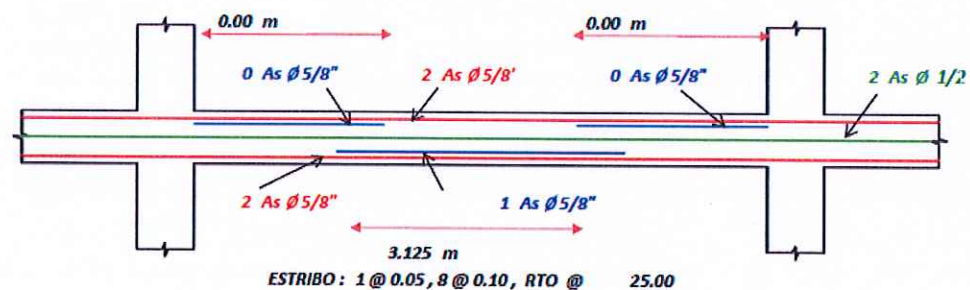 0.00 m
0.00 m
0 As Ø 5/8"
2 As Ø 5/8'
0 As Ø 5/8"
2 As Ø 1/2
2 As Ø 5/8"
1 As Ø 5/8"
3.125 m
ESTRIBO : 1 @ 0.05 , 8 @ 0.10 , RTO @ 25.00